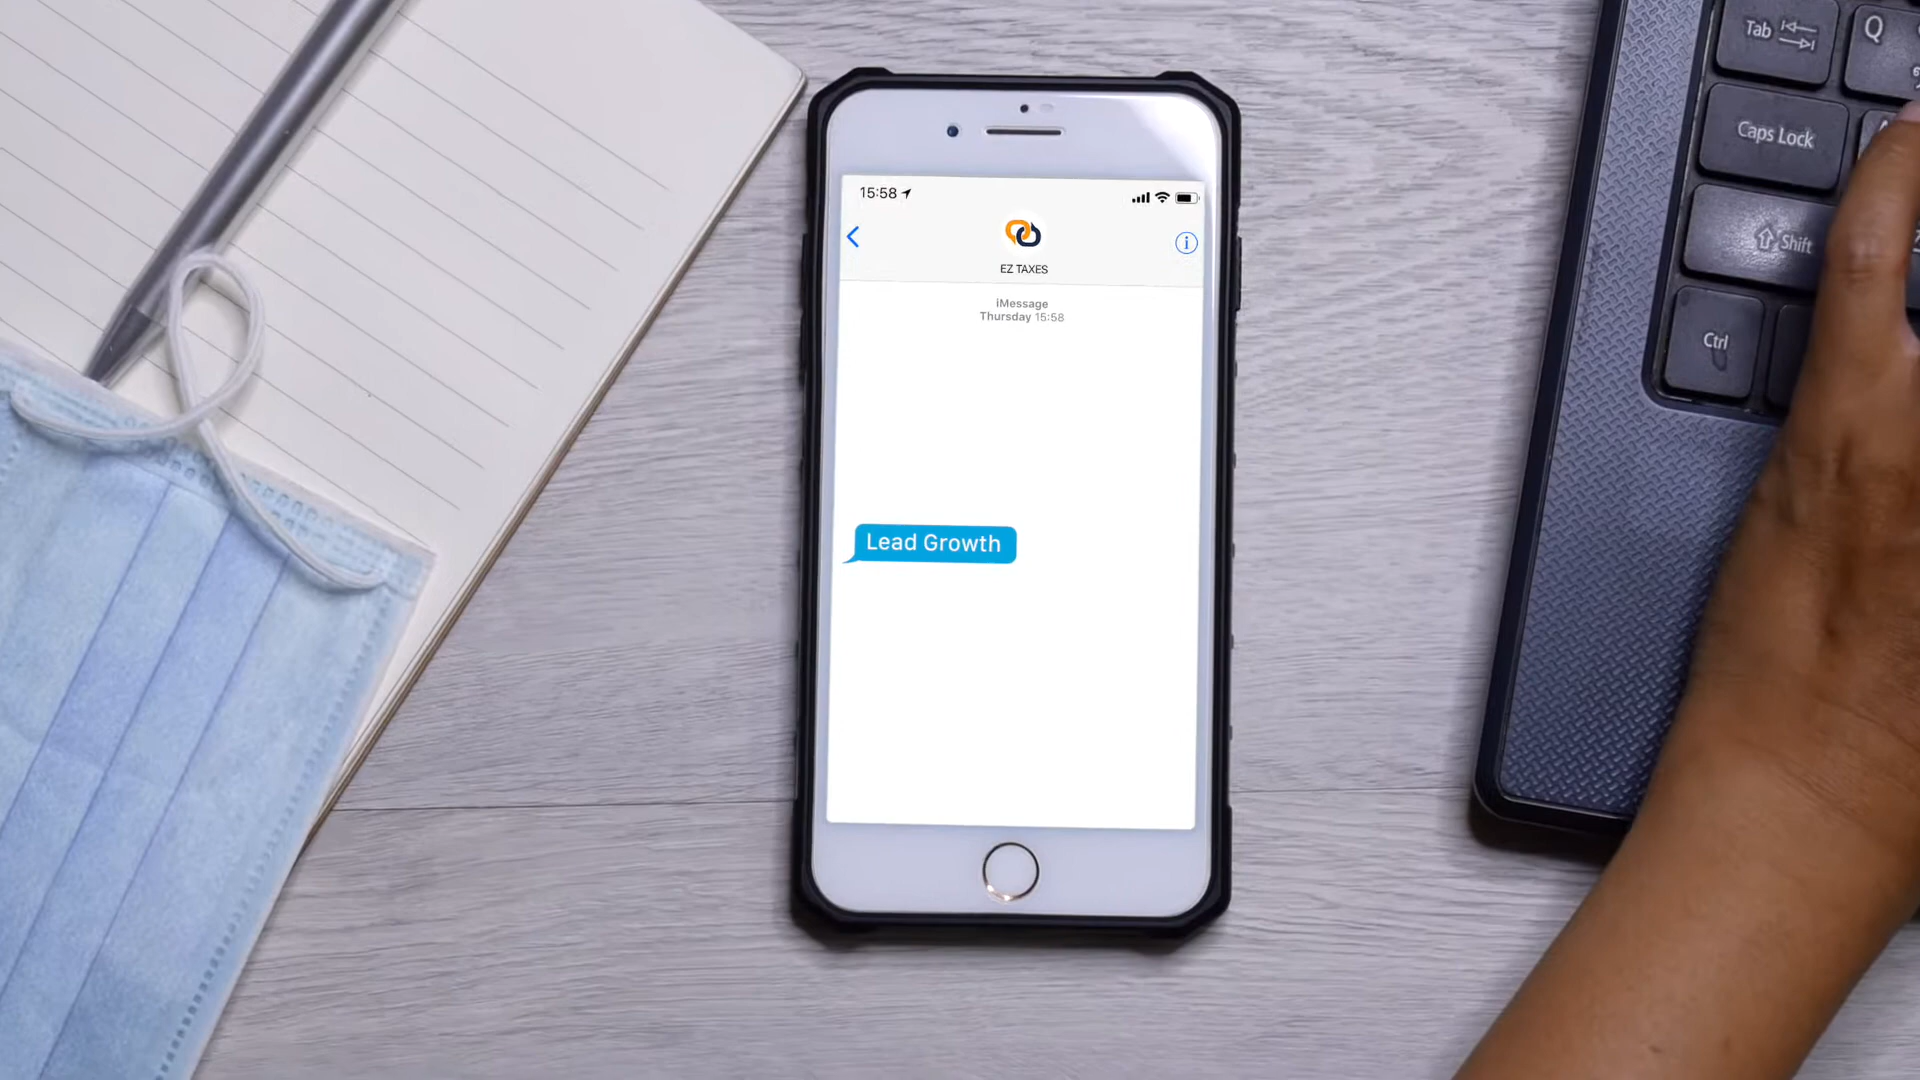 15:58
EZ TAXES
iMessage
Thursday 15:58
Lead Growth
Tab
Q
Caps Lock
Shift
Ctrl